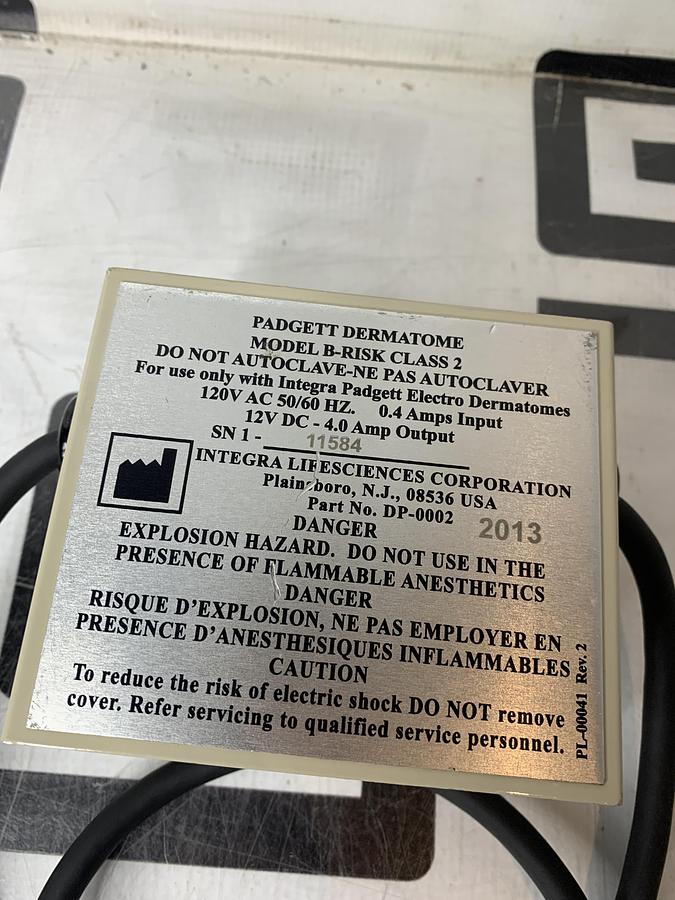 PADGETT DERMATOME
MODEL B-RISK CLASS 2
DO NOT AUTOCLAVE-NE PAS AUTOCLAVER
For use only with Integra Padgett Electro Dermatomes
120V AC 50/60 HZ. 0.4 Amps Input
12V DC - 4.0 Amp Output
SN 1 - 11584
INTEGRA LIFESCIENCES CORPORATION
Plainsboro, N.J., 08536 USA
Part No. DP-0002
2013
DANGER
EXPLOSION HAZARD. DO NOT USE IN THE
PRESENCE OF FLAMMABLE ANESTHETICS
DANGER
RISQUE D'EXPLOSION, NE PAS EMPLOYER EN
PRESENCE D'ANESTHESIQUES INFLAMMABLES
CAUTION
To reduce the risk of electric shock DO NOT remove
cover. Refer servicing to qualified service personnel.
PL-00041 Rev. 2